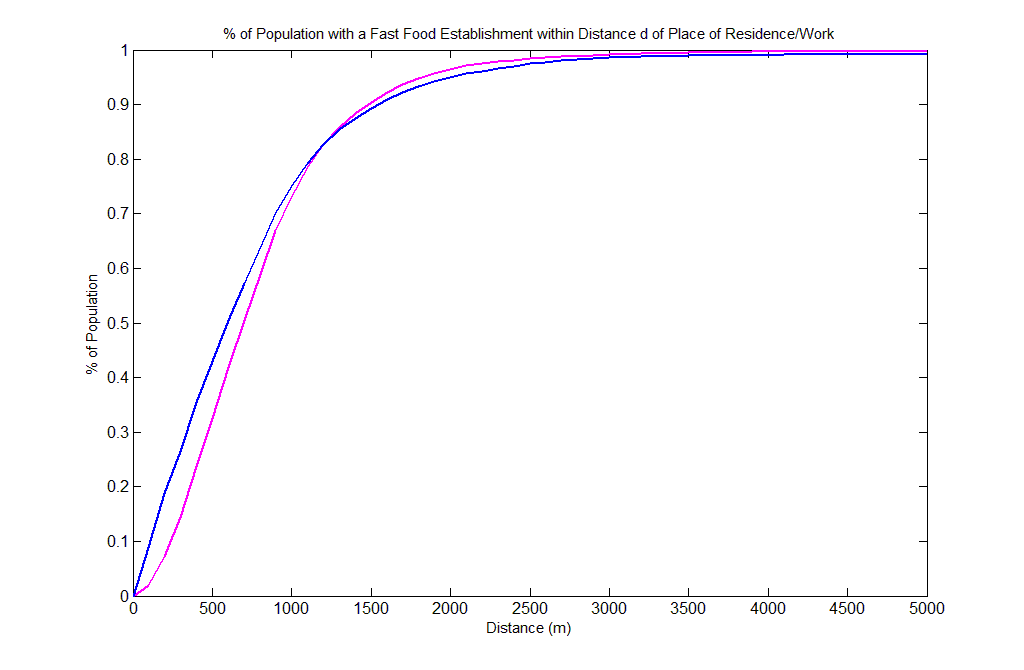 % of Population with a Fast Food Establishment within Distance d of Place of Residence/Work
1
0.9
0.8
0.7
0.6
0.5
0.4
0.3
0.2
0.1
0
% of Population
0 500 1000 1500 2000 2500 3000 3500 4000 4500 5000
Distance (m)